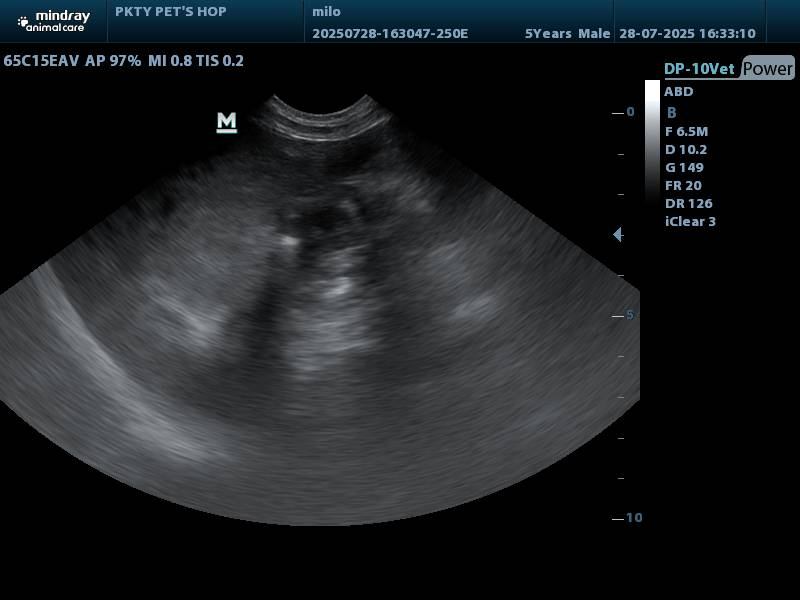 mindray
animal care
PKTY PET'S HOP
milo
20250728-163047-250E
5Years Male
28-07-2025 16:33:10
65C15EAV AP 97% MI 0.8 TIS 0.2
DP-10Vet
Power
M
ABD
B
F 6.5M
D 10.2
G 149
FR 20
DR 126
iClear 3
0
5
10